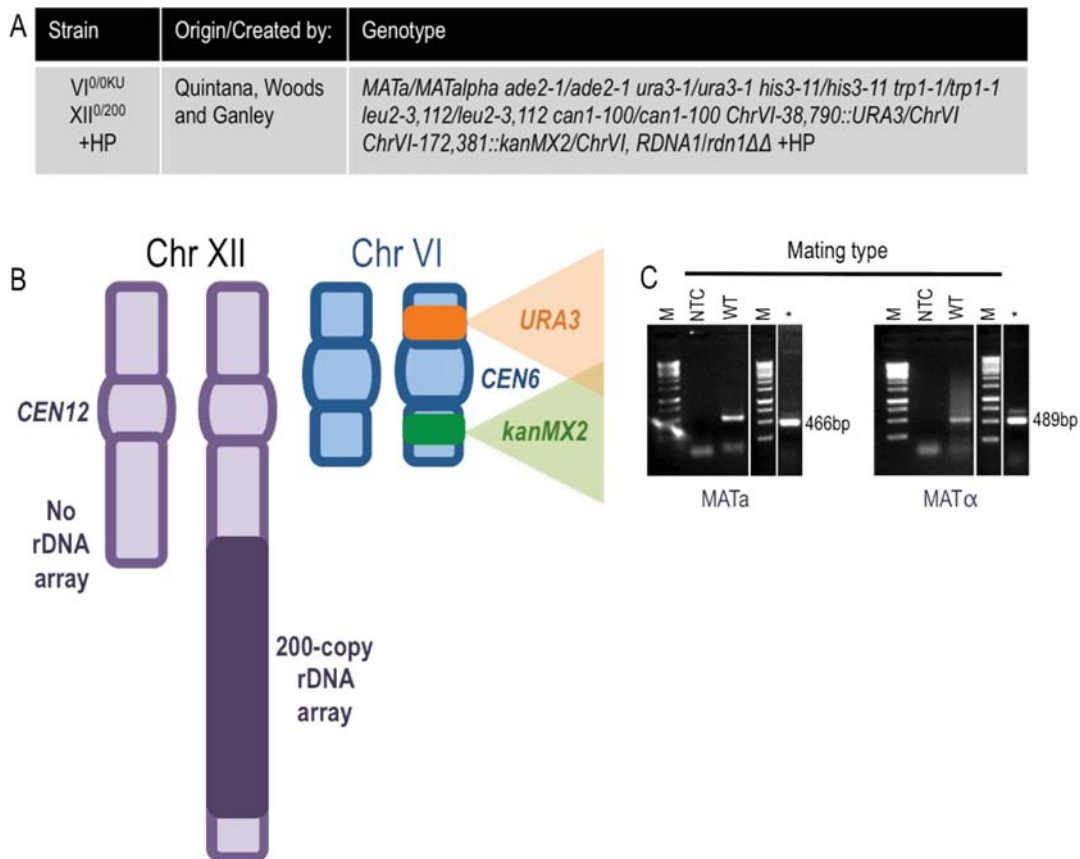 A
Strain Origin/Created by: Genotype
VI0/0KU
XII0/200
+HP
Quintana, Woods
and Ganley
MATa/MATalpha ade2-1/ade2-1 ura3-1/ura3-1 his3-11/his3-11 trp1-1/trp1-1
leu2-3,112/leu2-3,112 can1-100/can1-100 ChrVI-38,790::URA3/ChrVI
ChrVI-172,381::kanMX2/ChrVI, RDNA1/rdn1ΔΔ +HP
B
Chr XII
Chr VI
URA3
CEN12
CEN6
kanMX2
No
rDNA
array
200-copy
rDNA
array
C
Mating type
M NTC WT M *
466bp
MATa
M NTC WT M *
489bp
MATα